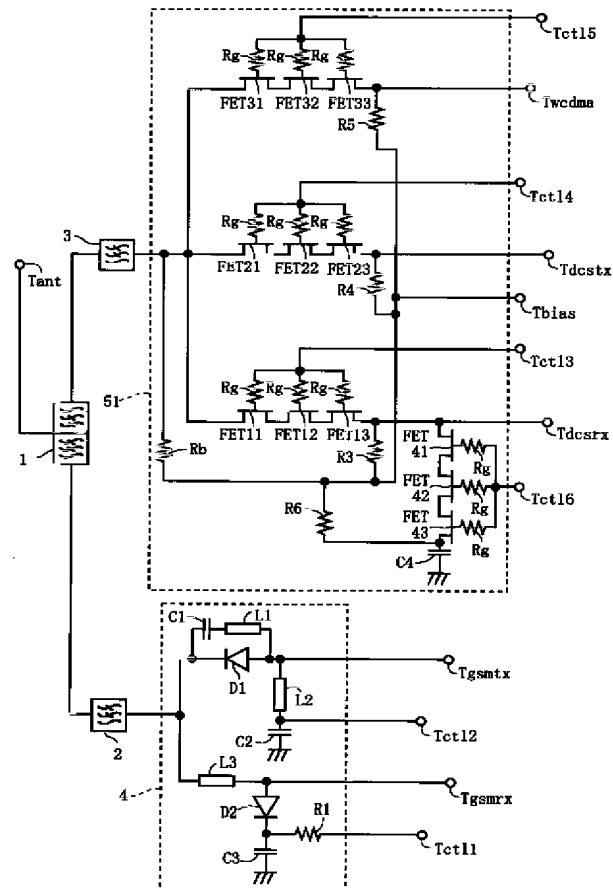 Tctl5
Rg Rg Rg
FET31 FET32 FET33
Twcdma
R5
Tctl4
Rg Rg Rg
3
FET21 FET22 FET23
Tdcstx
Tant
R4
Tbias
Tctl3
51
Rg Rg Rg
FET11 FET12 FET13
Tdcsrx
1
Rb
R3
FET
41
Rg
FET
42
Rg
Tctl6
R6
FET
43
Rg
C4
C1
L1
D1
Tgsmtx
L2
2
C2
Tctl2
L3
4
Tgsmrx
D2
R1
Tctl1
C3